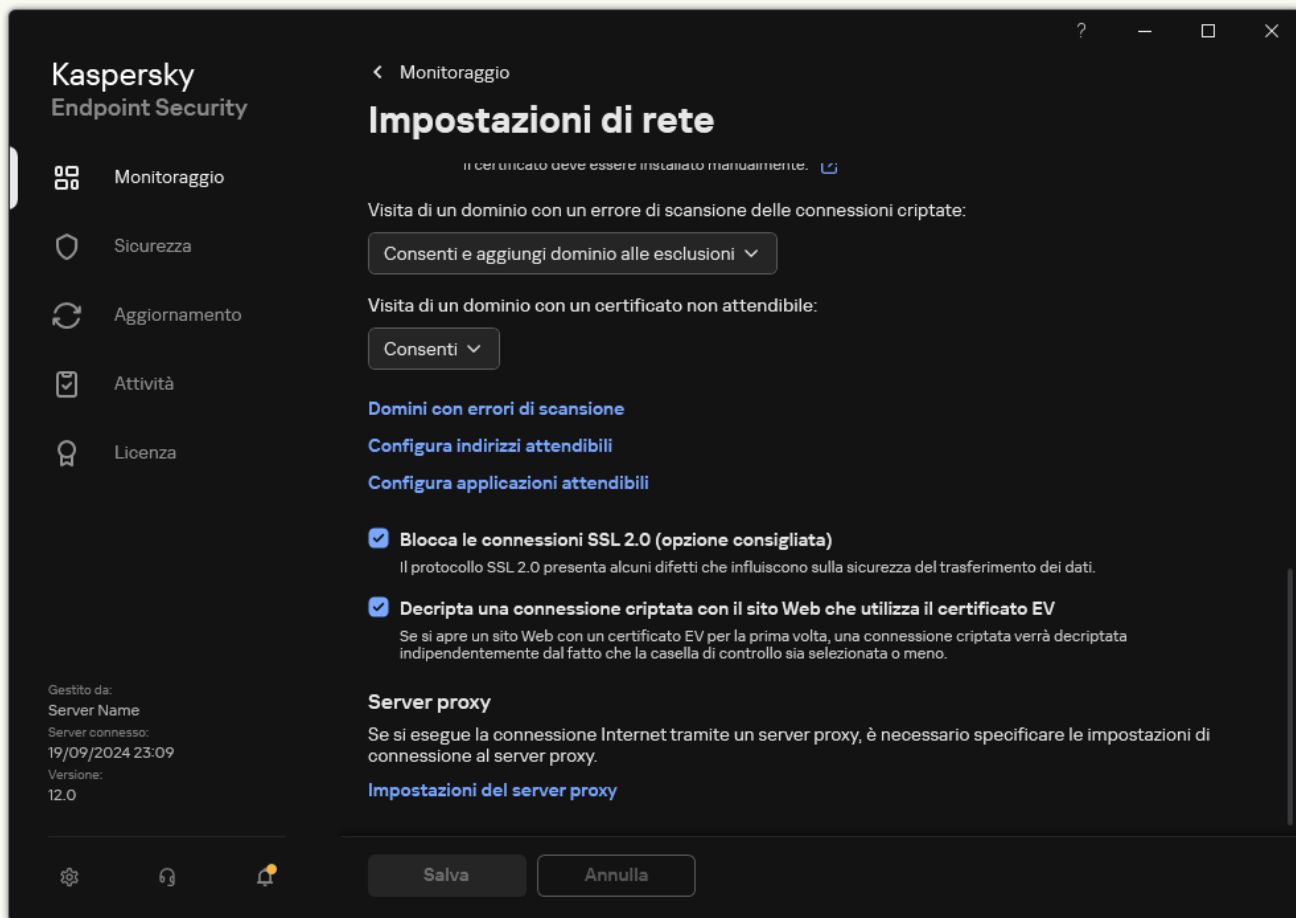 ?
Kaspersky
Endpoint Security
Monitoraggio
Sicurezza
Aggiornamento
Attività
Licenza
Gestito da:
Server Name
Server connesso:
19/09/2024 23:09
Versione:
12.0
Monitoraggio
Impostazioni di rete
Il certificato deve essere installato manualmente.
Visita di un dominio con un errore di scansione delle connessioni criptate:
Consenti e aggiungi dominio alle esclusioni
Visita di un dominio con un certificato non attendibile:
Consenti
Domini con errori di scansione
Configura indirizzi attendibili
Configura applicazioni attendibili
Blocca le connessioni SSL 2.0 (opzione consigliata)
Il protocollo SSL 2.0 presenta alcuni difetti che influiscono sulla sicurezza del trasferimento dei dati.
Decripta una connessione criptata con il sito Web che utilizza il certificato EV
Se si apre un sito Web con un certificato EV per la prima volta, una connessione criptata verrà decriptata
indipendentemente dal fatto che la casella di controllo sia selezionata o meno.
Server proxy
Se si esegue la connessione Internet tramite un server proxy, è necessario specificare le impostazioni di
connessione al server proxy.
Impostazioni del server proxy
Salva
Annulla